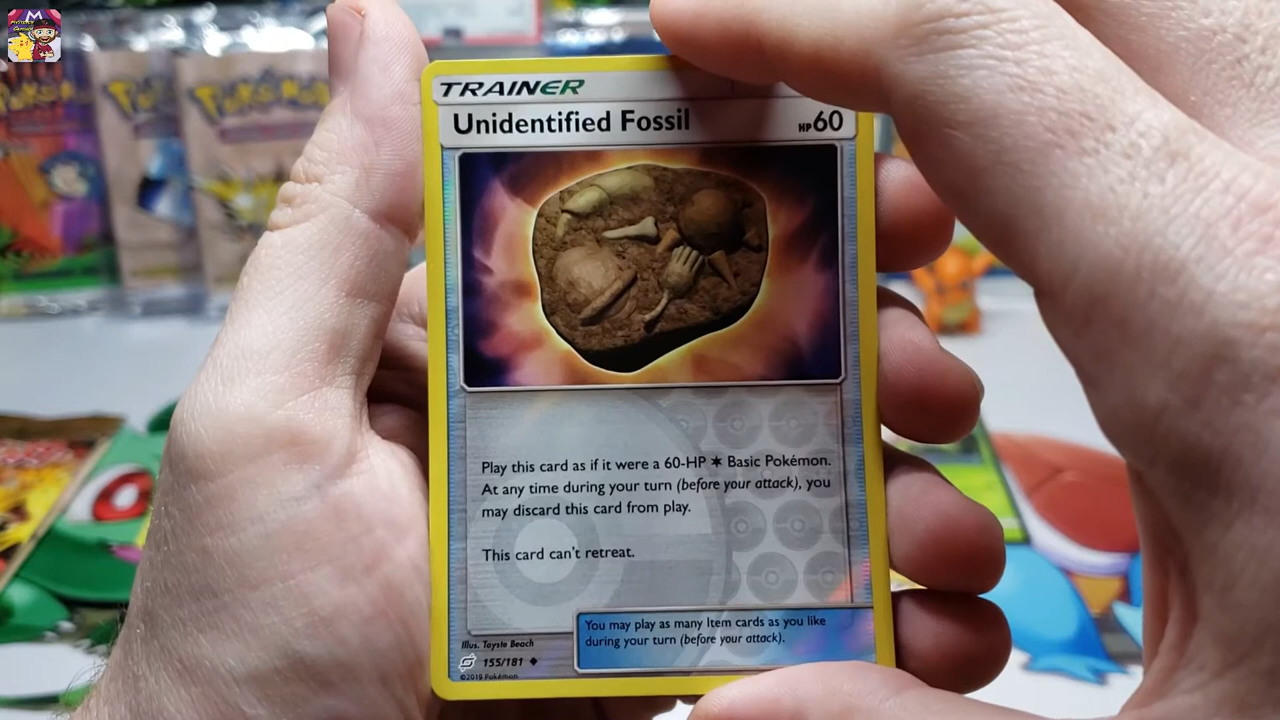 TRAINER
Unidentified Fossil HP60
Play this card as if it were a 60-HP Basic Pokémon.
At any time during your turn (before your attack), you
may discard this card from play.
This card can't retreat.
You may play as many Item cards as you like
during your turn (before your attack).
Illus. Toyste Beach
155/181
©2019 Pokémon